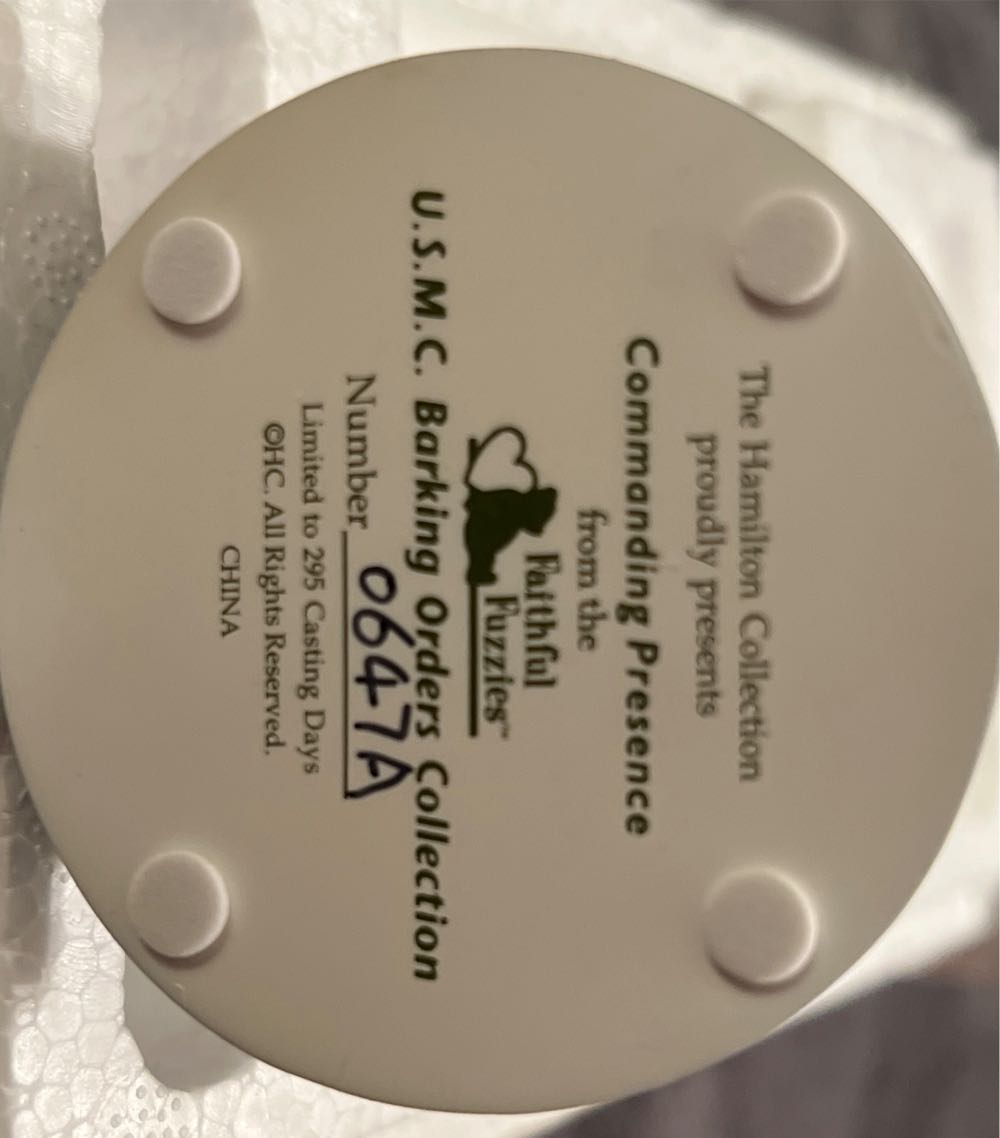 The Hamilton Collection
proudly presents
Commanding Presence
from the
Faithful
Fuzzies™
U.S.M.C. Barking Orders Collection
Number 0647A
Limited to 295 Casting Days
©HC. All Rights Reserved.
CHINA